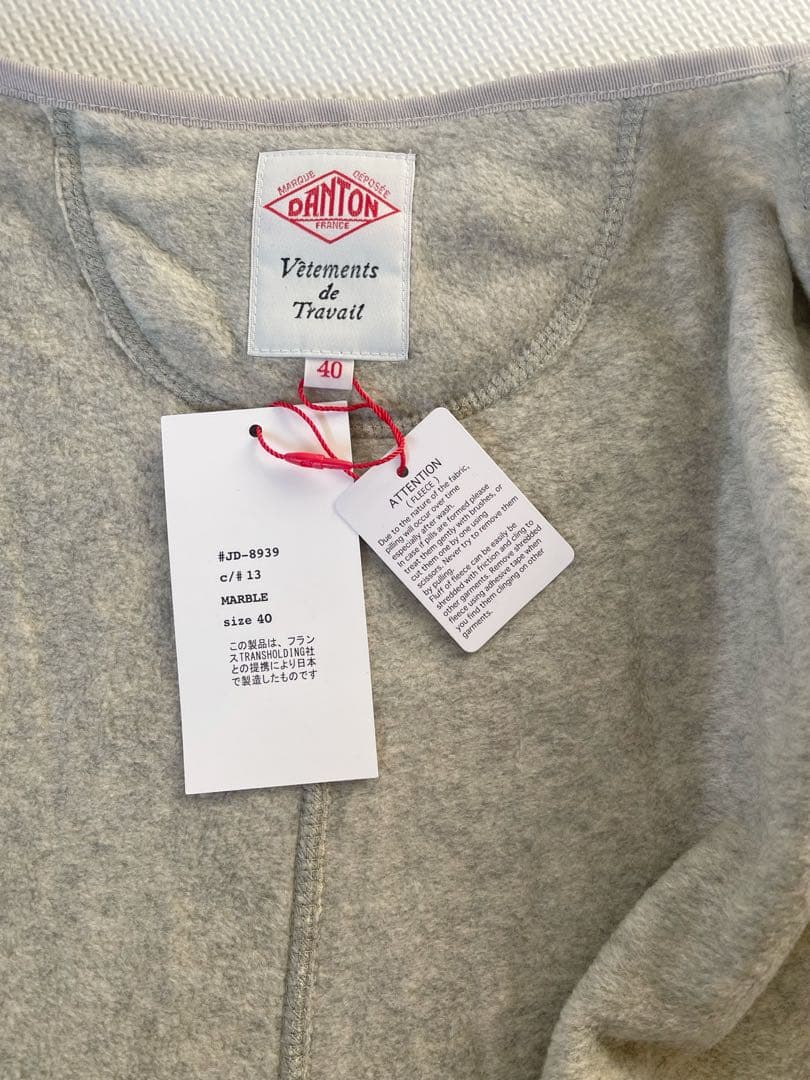 MARQUE DÉPOSÉE
DANTON
FRANCE
Vêtements
de
Travail
40
#JD-8939
c/# 13
MARBLE
size 40
この製品は、フラン
スTRANSHOLDING社
との提携により日本
で製造したものです
ATTENTION
( FLEECE )
Due to the nature of the fabric,
pilling will occur over time
especially after wash.
In case if pills are formed please
treat them gently with brushes, or
cut them one by one using
scissors. Never try to remove them
by pulling.
Fluff of fleece can be easily be
shredded with friction and cling to
other garments. Remove shredded
fleece using adhesive tape when
you find them clinging on other
garments.